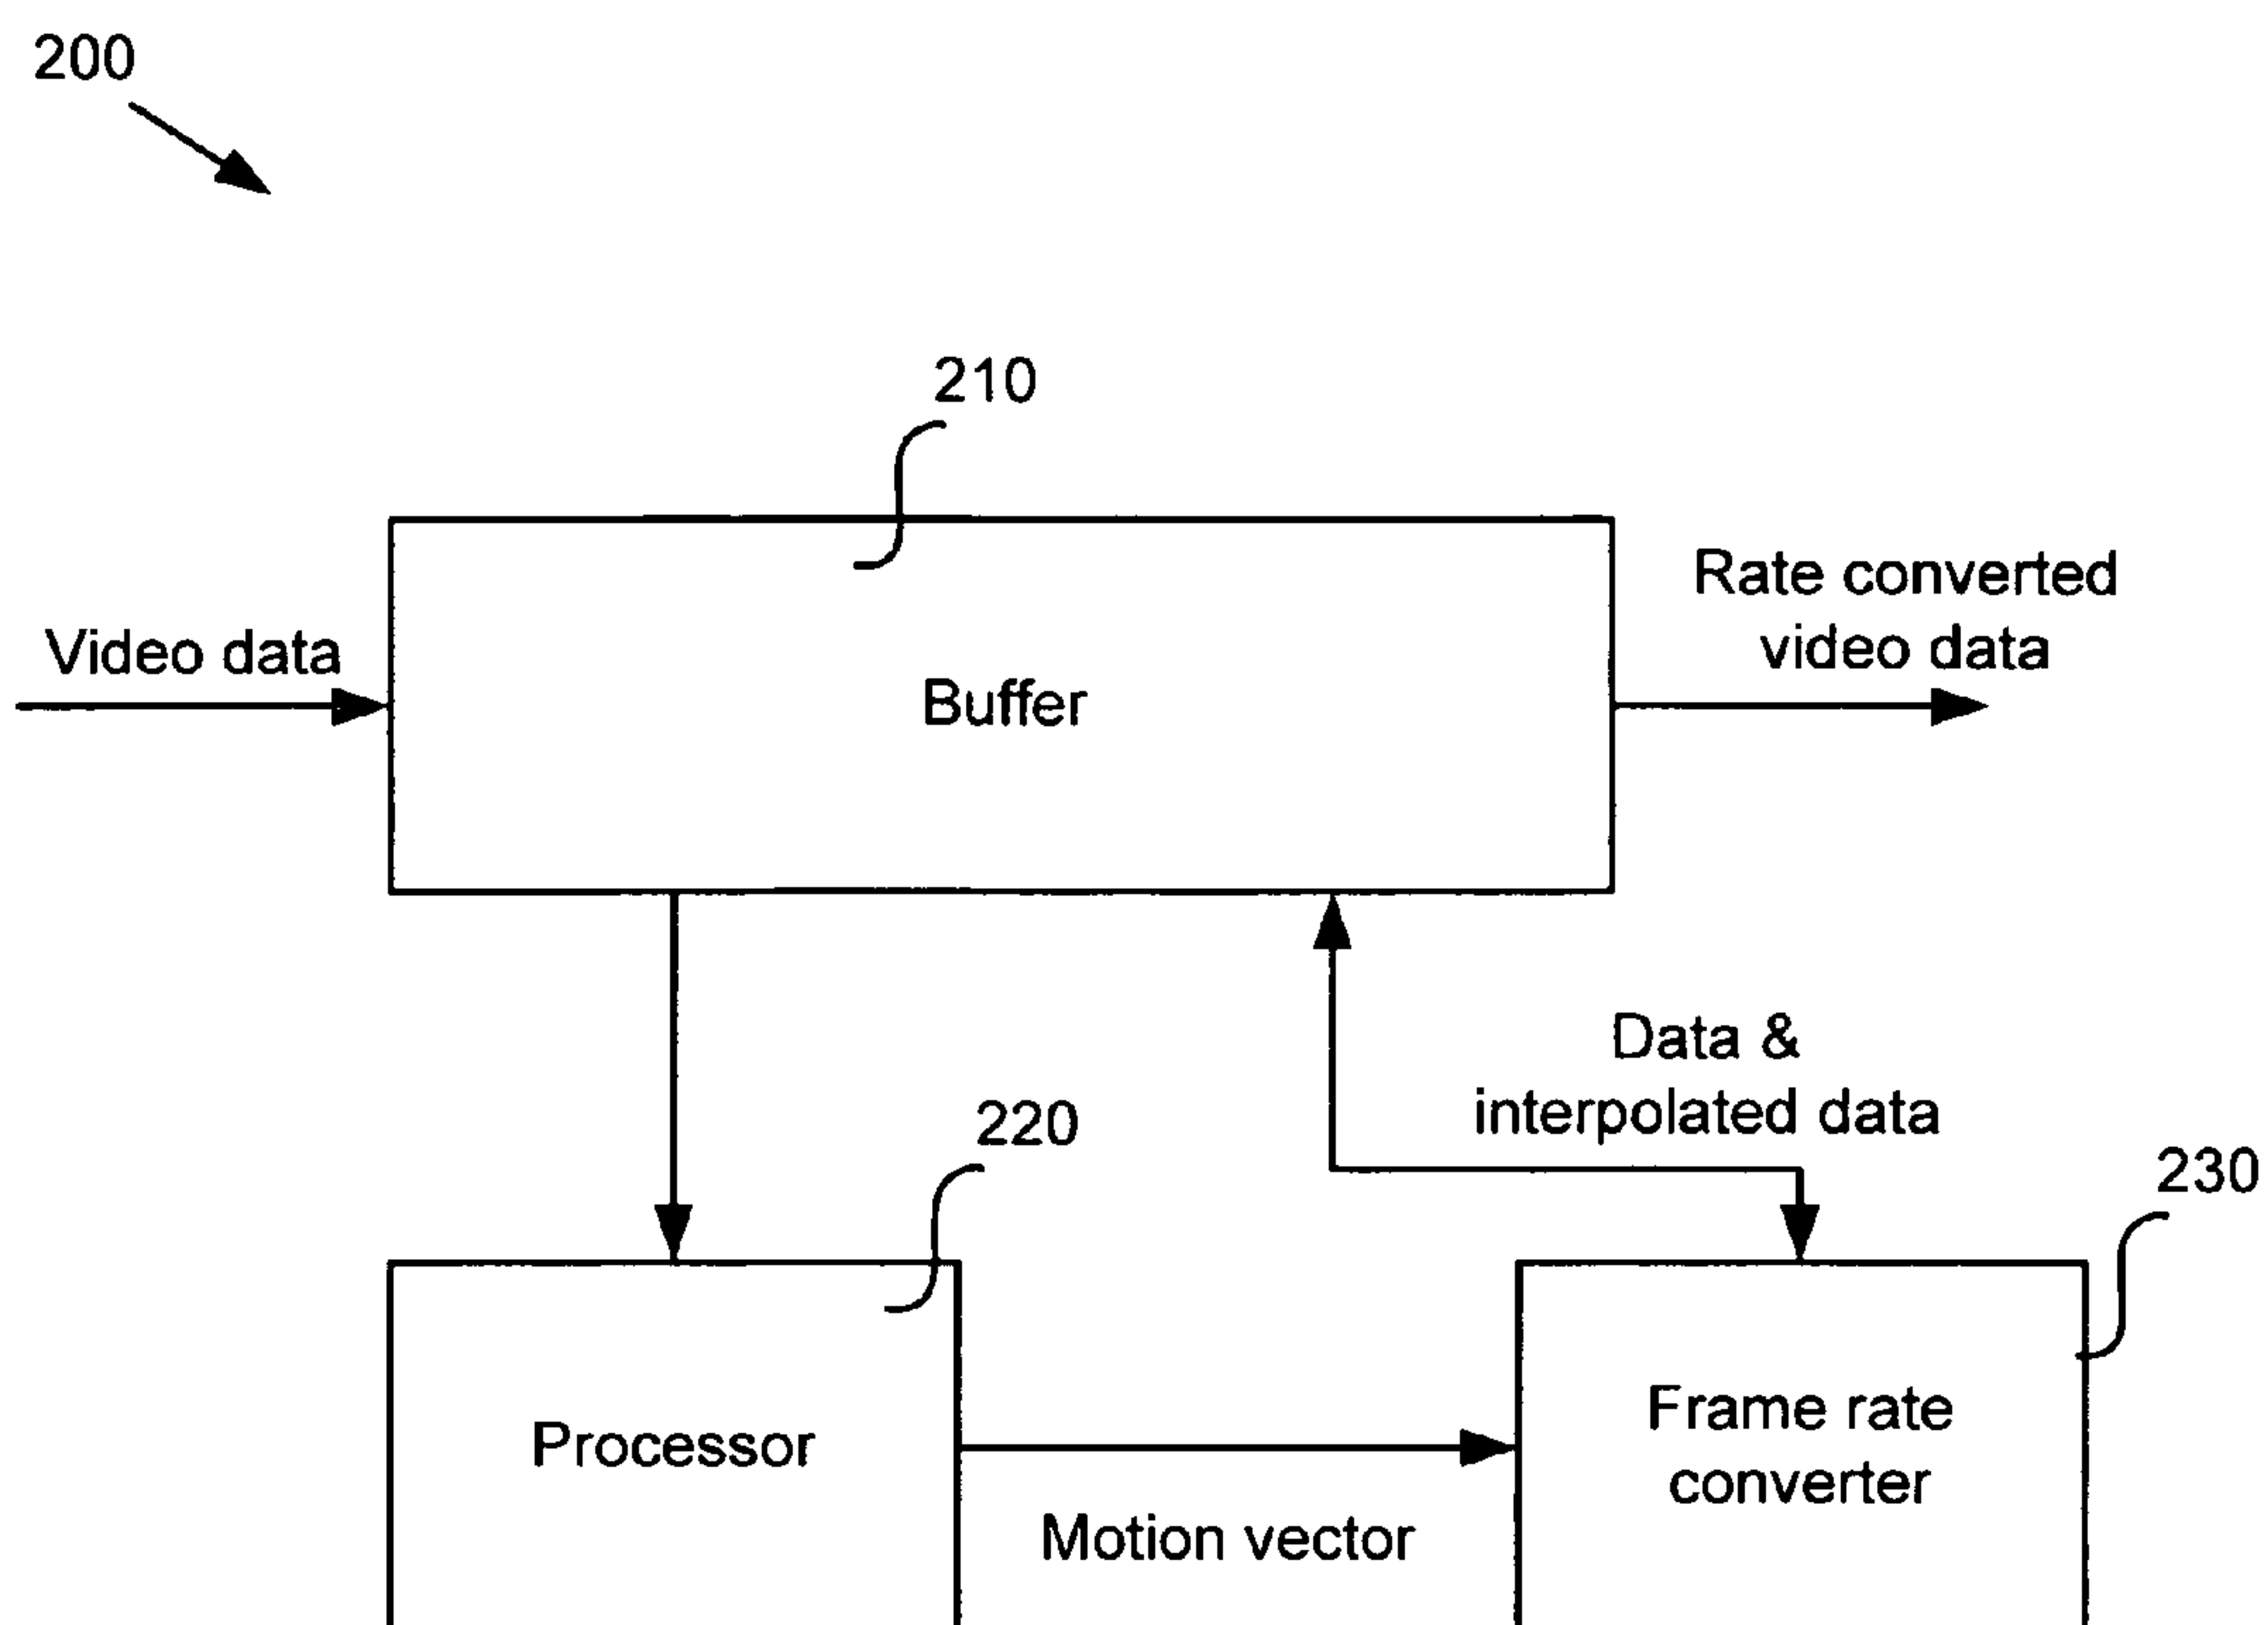 200
210
Rate converted
video data
Video data
Buffer
Data &
interpolated data
220
230
Processor
Frame rate
converter
Motion vector